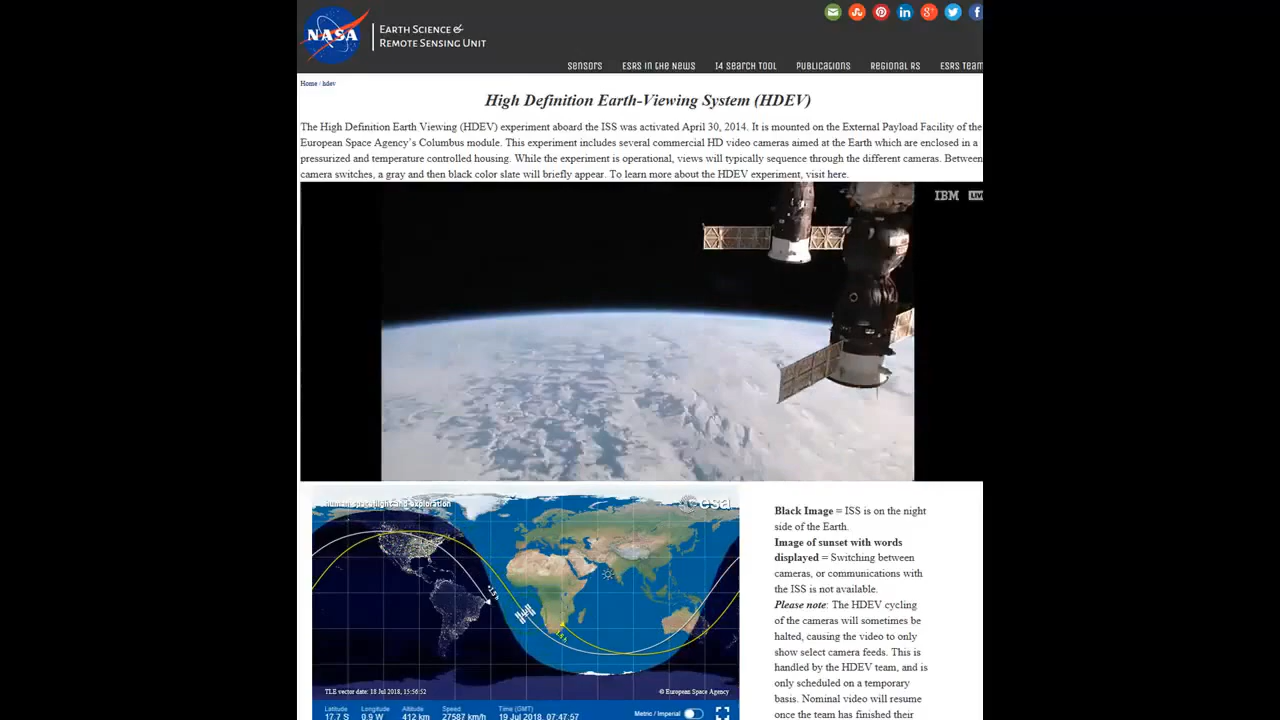 NASA
Earth Science &
Remote Sensing Unit
Sensors ESRS in the News I4 Search Tool Publications Regional RS ESRS Team
Home / hdev
High Definition Earth-Viewing System (HDEV)
The High Definition Earth Viewing (HDEV) experiment aboard the ISS was activated April 30, 2014. It is mounted on the External Payload Facility of the
European Space Agency’s Columbus module. This experiment includes several commercial HD video cameras aimed at the Earth which are enclosed in a
pressurized and temperature controlled housing. While the experiment is operational, views will typically sequence through the different cameras. Between
camera switches, a gray and then black color slate will briefly appear. To learn more about the HDEV experiment, visit here.
IBM LIV
human spaceflight and exploration
esa
+1.5 h
1.5 h
TLE vector date: 18 Jul 2018, 15:56:52
© European Space Agency
Latitude Longitude Altitude Speed Time (GMT)
17.7 S 0.9 W 412 km 27587 km/h 19 Jul 2018, 07:47:57
Metric / Imperial
Black Image = ISS is on the night
side of the Earth.
Image of sunset with words
displayed = Switching between
cameras, or communications with
the ISS is not available.
Please note: The HDEV cycling
of the cameras will sometimes be
halted, causing the video to only
show select camera feeds. This is
handled by the HDEV team, and is
only scheduled on a temporary
basis. Nominal video will resume
once the team has finished their